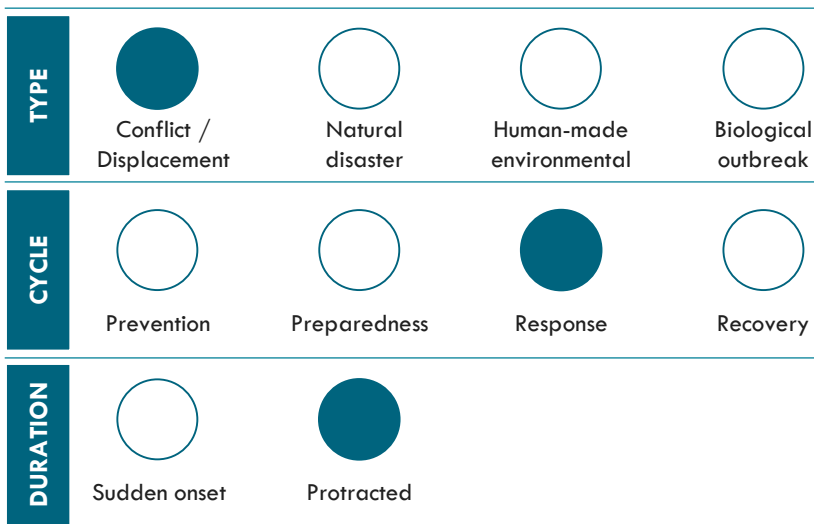 TYPE
Conflict /
Displacement
Natural
disaster
Human-made
environmental
Biological
outbreak
CYCLE
Prevention
Preparedness
Response
Recovery
DURATION
Sudden onset
Protracted